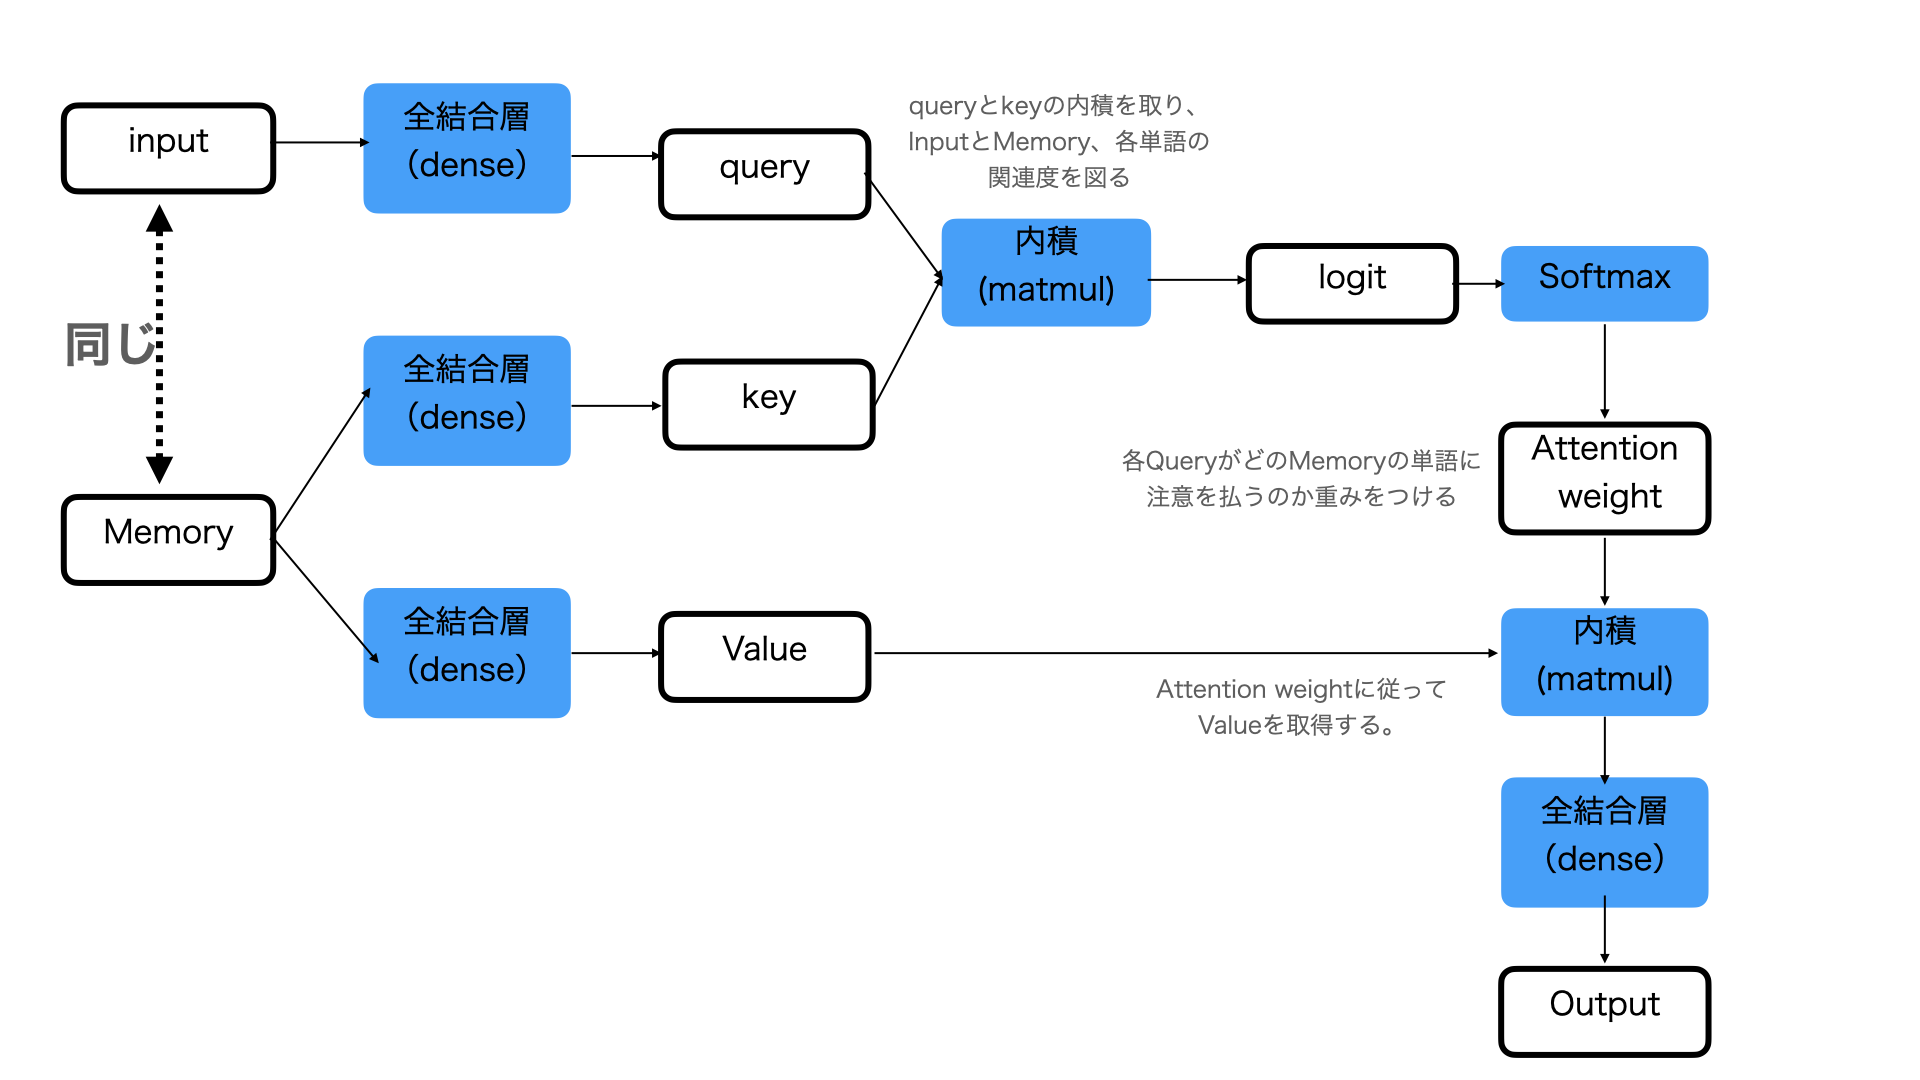 input
全結合層
（dense）
query
queryとkeyの内積を取り、
InputとMemory、各単語の
関連度を図る
内積
(matmul)
logit
Softmax
同じ
全結合層
（dense）
key
Attention
weight
各QueryがどのMemoryの単語に
注意を払うのか重みをつける
Memory
全結合層
（dense）
Value
内積
(matmul)
Attention weightに従って
Valueを取得する。
全結合層
（dense）
Output